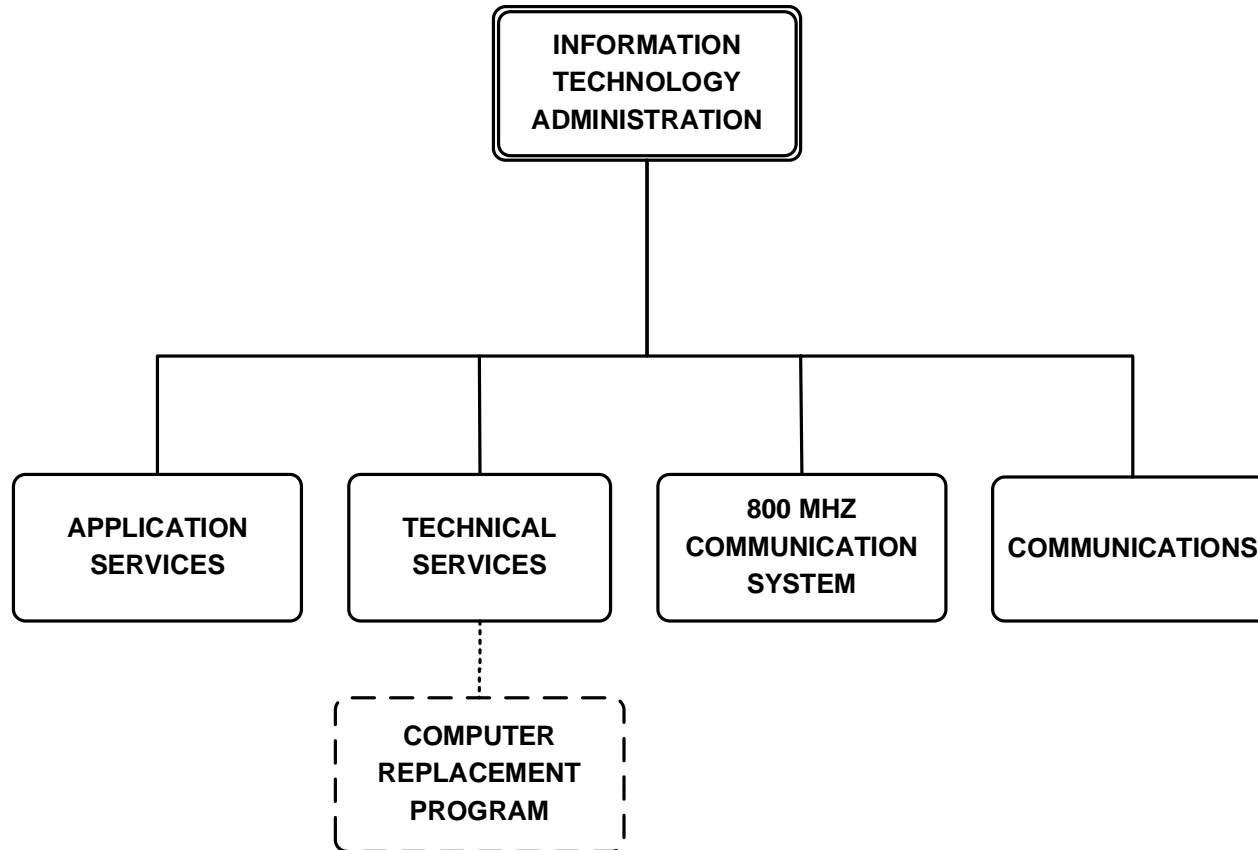 INFORMATION
TECHNOLOGY
ADMINISTRATION
APPLICATION
SERVICES
TECHNICAL
SERVICES
800 MHZ
COMMUNICATION
SYSTEM
COMMUNICATIONS
COMPUTER
REPLACEMENT
PROGRAM